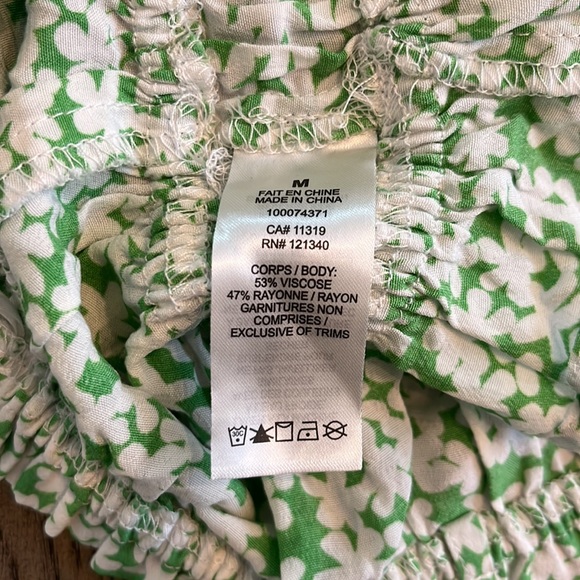 M
FAIT EN CHINE
MADE IN CHINA
100074371
CA# 11319
RN# 121340
CORPS / BODY:
53% VISCOSE
47% RAYONNE / RAYON
GARNITURES NON
COMPRISES /
EXCLUSIVE OF TRIMS
30C